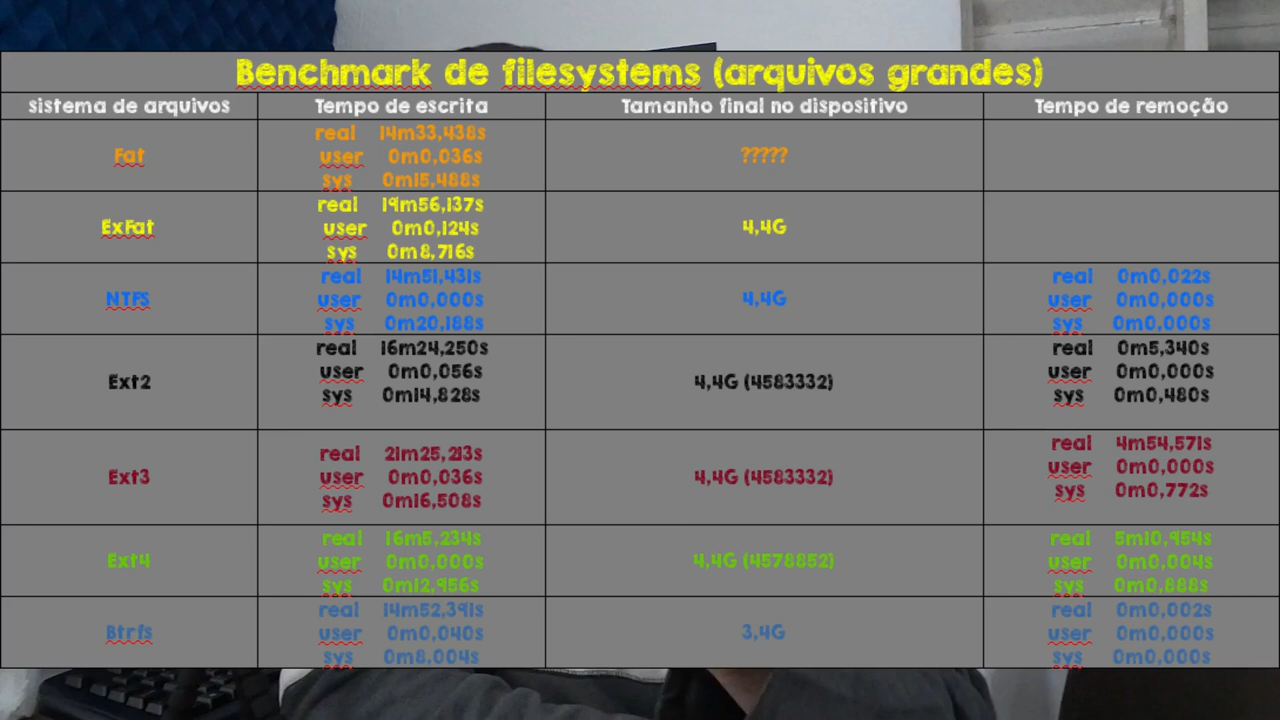 Benchmark de filesystems (arquivos grandes)
sistema de arquivos Tempo de escrita Tamanho final no dispositivo Tempo de remoção
real 14m33,438s
Fat user 0m0,036s ?????
sys 0m15,488s
real 19m56,137s
ExFat user 0m0,124s 4,4G
sys 0m8,716s
real 14m51,431s real 0m0,022s
NTFS user 0m0,000s 4,4G user 0m0,000s
sys 0m20,188s sys 0m0,000s
real 16m24,250s real 0m5,340s
user 0m0,056s user 0m0,000s
Ext2 4,4G (4583332)
sys 0m14,828s sys 0m0,480s
real 21m25,213s real 4m54,571s
Ext3 user 0m0,036s 4,4G (4583332) user 0m0,000s
sys 0m16,508s sys 0m0,772s
real 16m5,234s real 5m10,954s
Ext4 user 0m0,000s 4,4G (4578852) user 0m0,004s
sys 0m12,956s sys 0m0,888s
real 14m52,391s real 0m0,002s
Btrfs user 0m0,040s 3,4G user 0m0,000s
sys 0m8,004s sys 0m0,000s